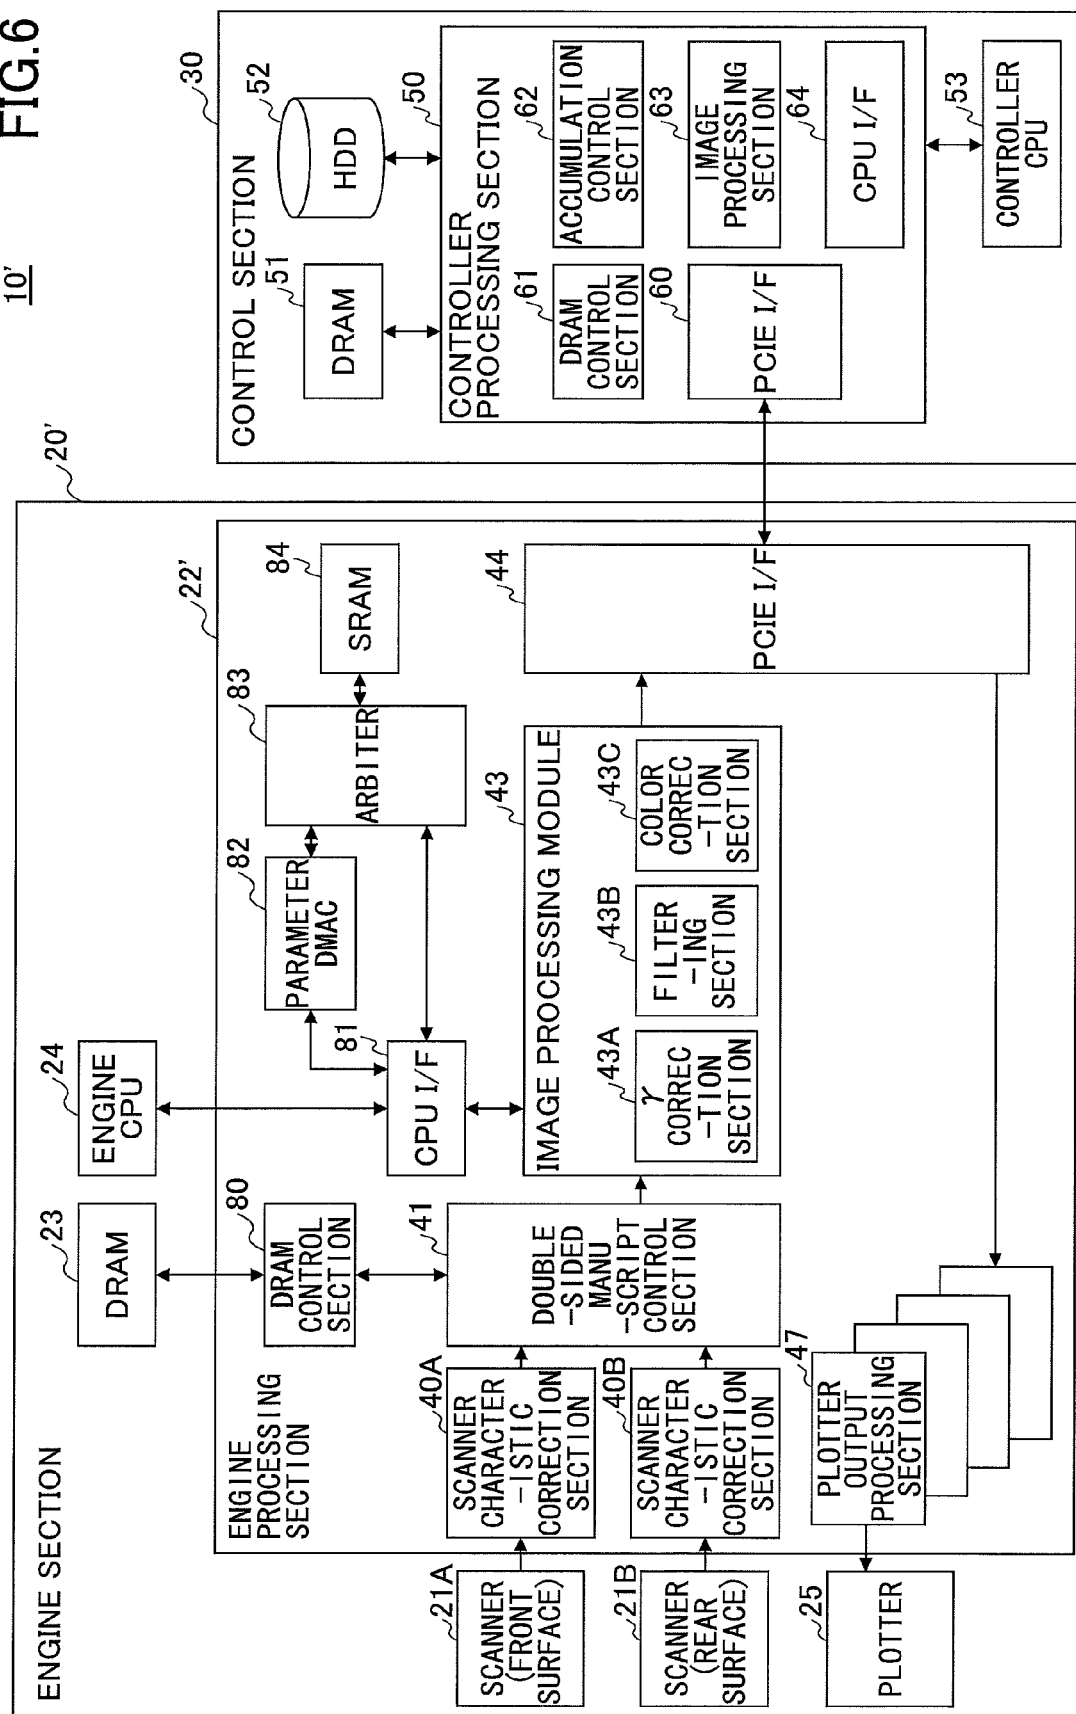 FIG.6
10'
ENGINE SECTION
20'
23
DRAM
24
ENGINE
CPU
ENGINE
PROCESSING
SECTION
22'
80
DRAM
CONTROL
SECTION
81
CPU I/F
82
PARAMETER
DMAC
83
ARBITER
84
SRAM
21A
SCANNER
(FRONT
SURFACE)
40A
SCANNER
CHARACTER
-ISTIC
CORRECTION
SECTION
21B
SCANNER
(REAR
SURFACE)
40B
SCANNER
CHARACTER
-ISTIC
CORRECTION
SECTION
41
DOUBLE
-SIDED
MANU
-SCRIPT
CONTROL
SECTION
IMAGE PROCESSING MODULE
43
43A
γ
CORREC
-TION
SECTION
43B
FILTER
-ING
SECTION
43C
COLOR
CORREC
-TION
SECTION
44
PCIE I/F
47
PLOTTER
OUTPUT
PROCESSING
SECTION
25
PLOTTER
30
CONTROL SECTION
51
DRAM
52
HDD
50
CONTROLLER
PROCESSING SECTION
61
DRAM
CONTROL
SECTION
62
ACCUMULATION
CONTROL
SECTION
60
PCIE I/F
63
IMAGE
PROCESSING
SECTION
64
CPU I/F
53
CONTROLLER
CPU